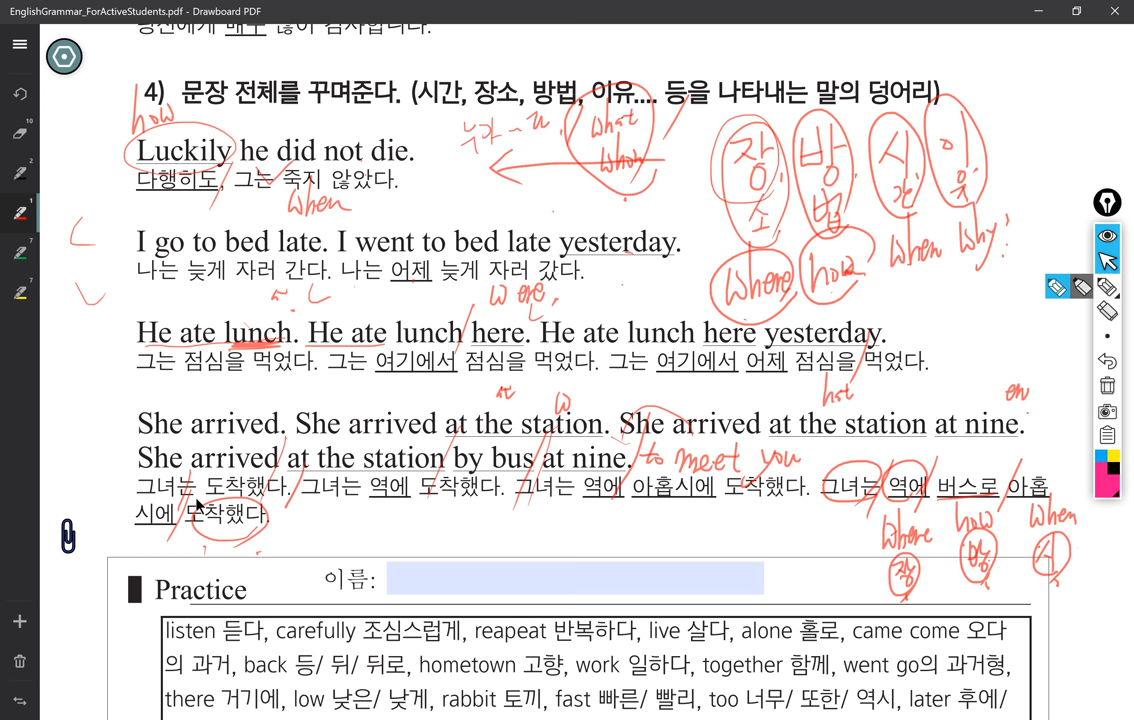 EnglishGrammar_ForActiveStudents.pdf - Drawboard PDF
당신에게 매우 많이 감사합니다.
4) 문장 전체를 꾸며준다. (시간, 장소, 방법, 이유.... 등을 나타내는 말의 덩어리)
how
what
whom
장소
방법
시간
이유
Luckily he did not die.
다행히도, 그는 죽지 않았다.
when
where
how
when
why?
I go to bed late. I went to bed late yesterday.
나는 늦게 자러 간다. 나는 어제 늦게 자러 갔다.
He ate lunch. He ate lunch here. He ate lunch here yesterday.
그는 점심을 먹었다. 그는 여기에서 점심을 먹었다. 그는 여기에서 어제 점심을 먹었다.
She arrived. She arrived at the station. She arrived at the station at nine.
She arrived at the station by bus at nine. to meet you
그녀는 도착했다. 그녀는 역에 도착했다. 그녀는 역에 아홉시에 도착했다. 그녀는 역에 버스로 아홉
시에 도착했다.
where
how
when
장
방
시
Practice
이름:
listen 듣다, carefully 조심스럽게, reapeat 반복하다, live 살다, alone 홀로, came come 오다
의 과거, back 등/ 뒤/ 뒤로, hometown 고향, work 일하다, together 함께, went go의 과거형,
there 거기에, low 낮은/ 낮게, rabbit 토끼, fast 빠른/ 빨리, too 너무/ 또한/ 역시, later 후에/